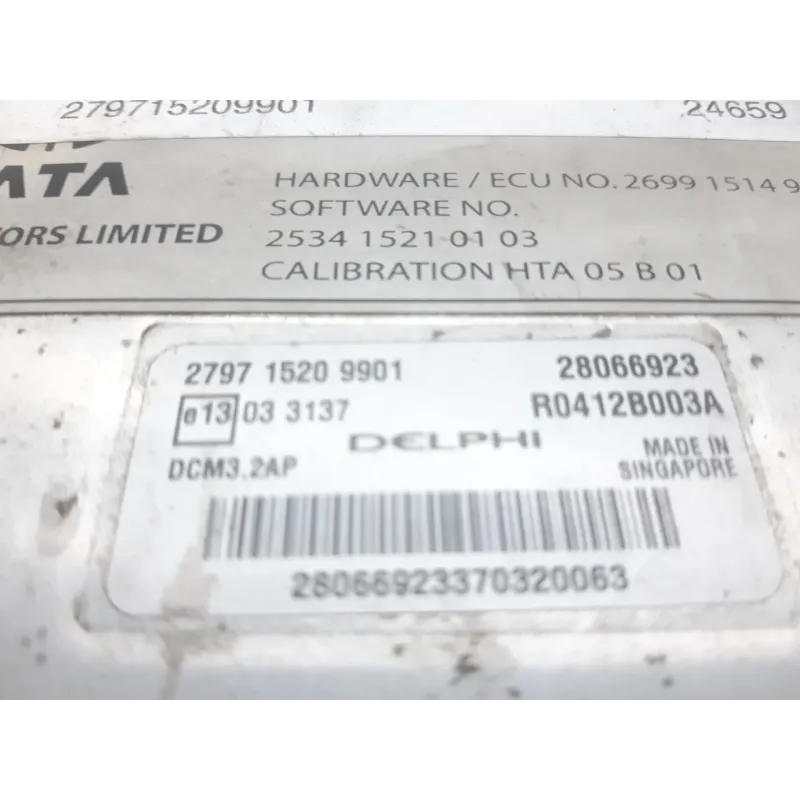 279715209901 24659
ATA
ORS LIMITED
HARDWARE / ECU NO. 2699 1514 9
SOFTWARE NO.
2534 1521 01 03
CALIBRATION HTA 05 B 01
2797 1520 9901 28066923
e13 03 3137 R0412B003A
DELPHI
DCM3.2AP MADE IN
SINGAPORE
28066923370320063